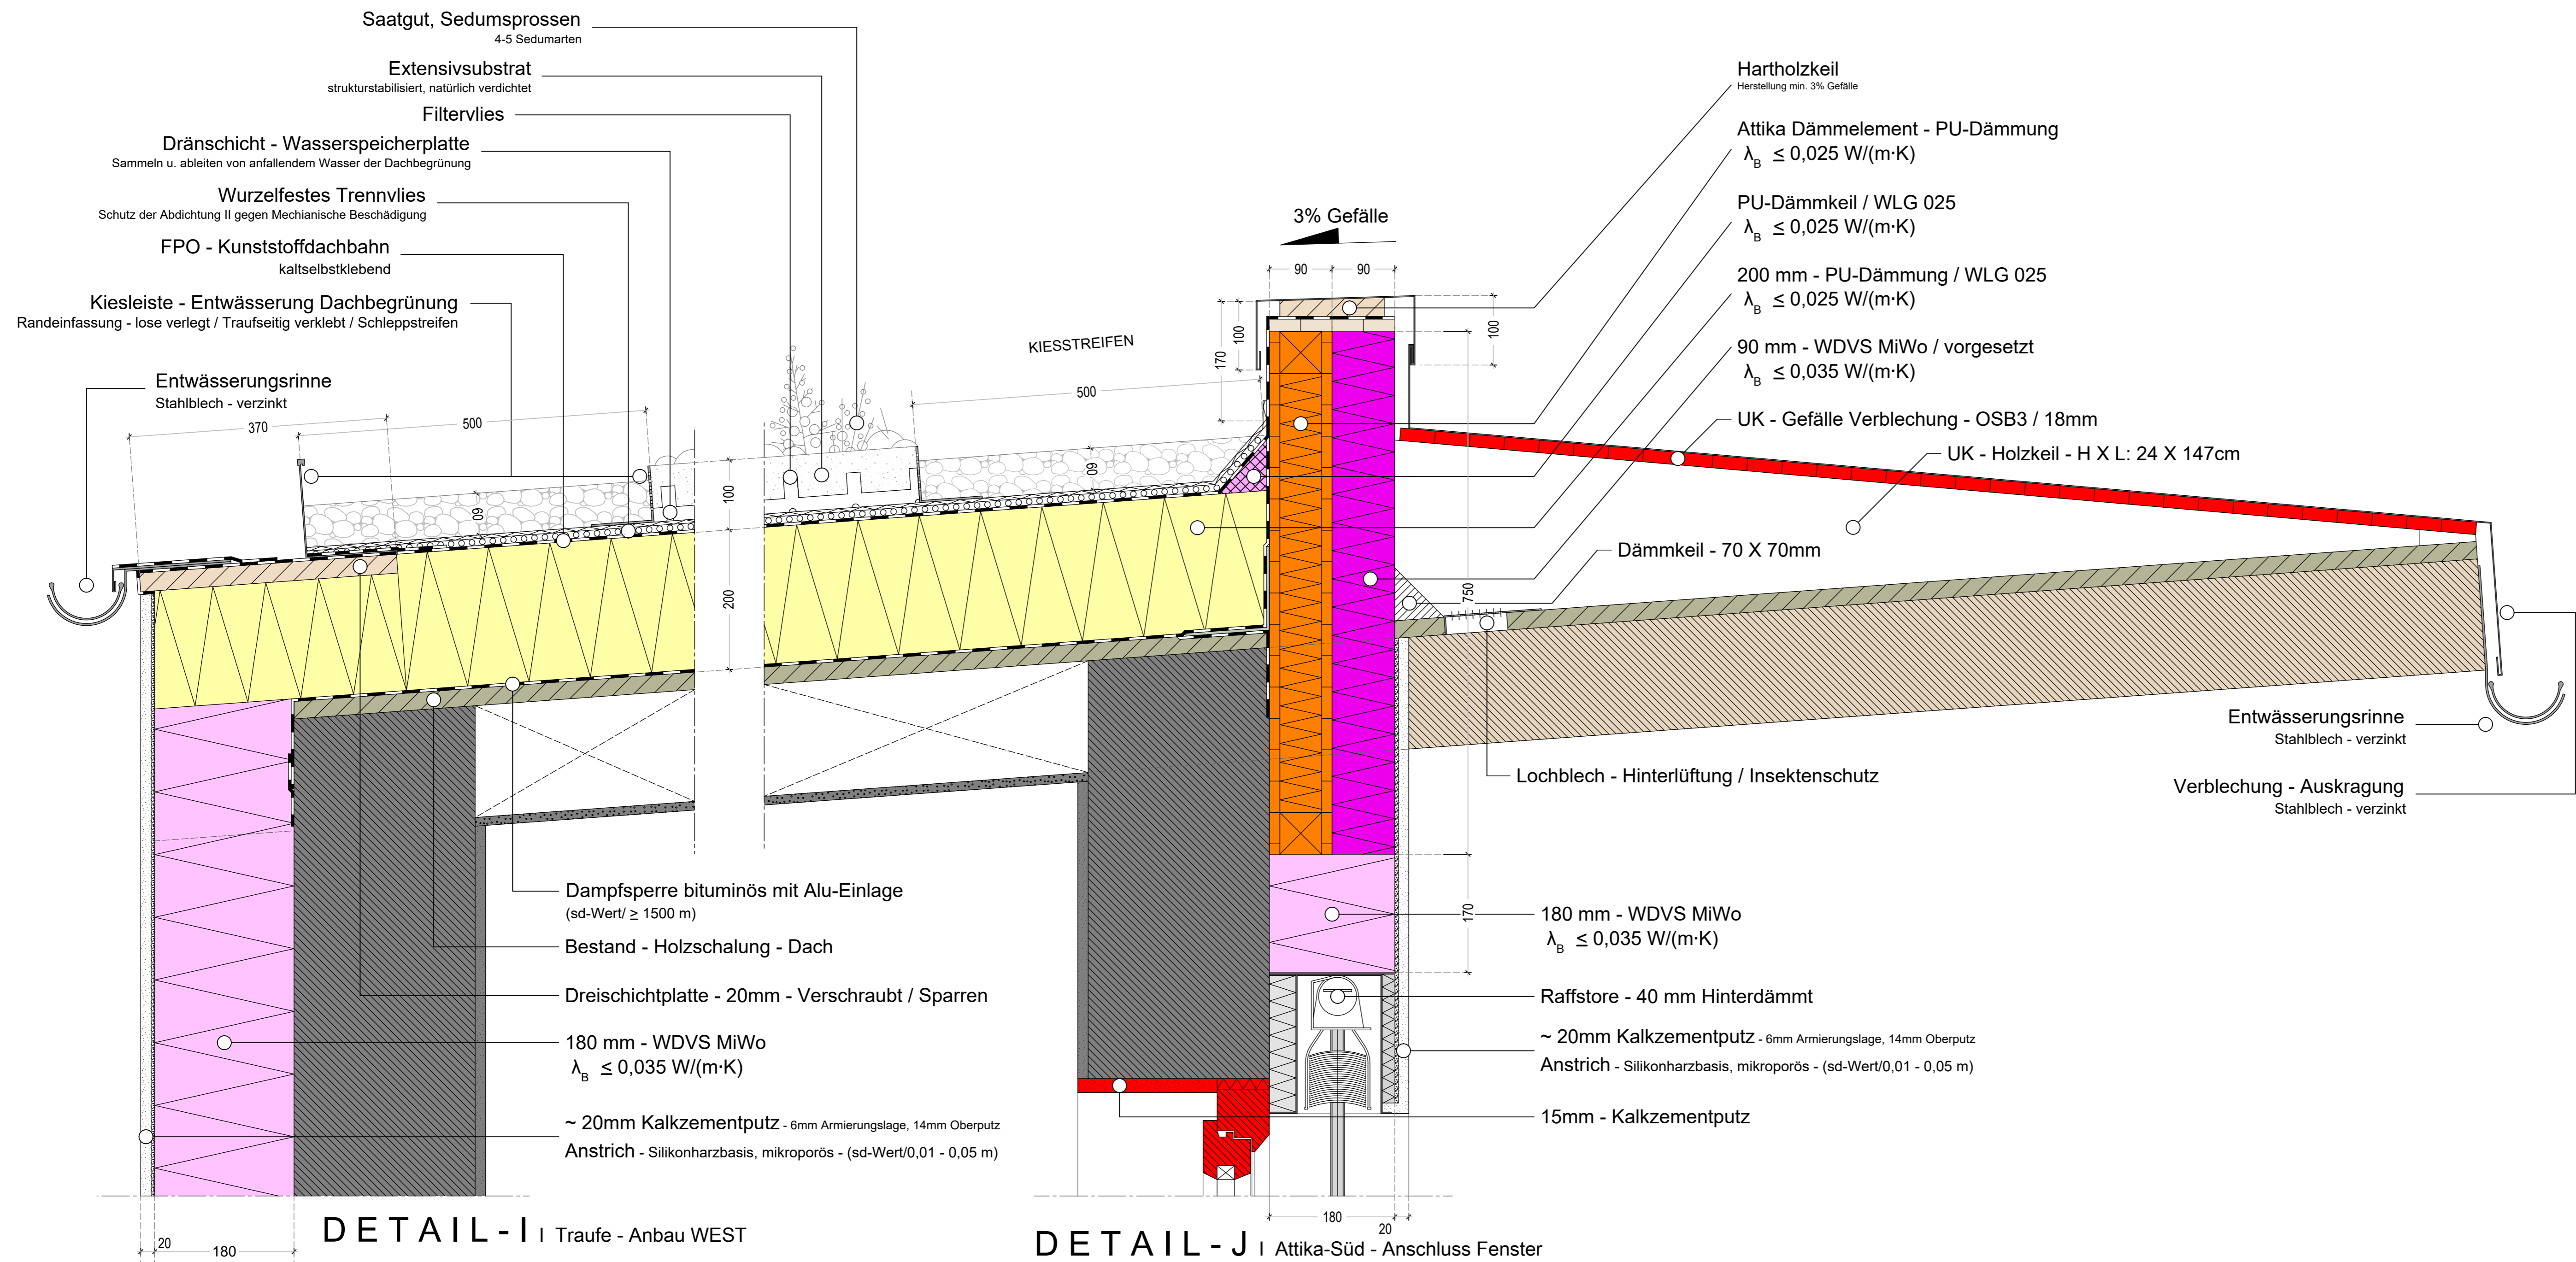 Saatgut, Sedumsprossen
4-5 Sedumarten
Extensivsubstrat
strukturstabilisiert, natürlich verdichtet
Filtervlies
Dränschicht - Wasserspeicherplatte
Sammeln u. ableiten von anfallendem Wasser der Dachbegrünung
Wurzelfestes Trennvlies
Schutz der Abdichtung II gegen Mechianische Beschädigung
FPO - Kunststoffdachbahn
kaltselbstklebend
Kiesleiste - Entwässerung Dachbegrünung
Randeinfassung - lose verlegt / Traufseitig verklebt / Schleppstreifen
Entwässerungsrinne
Stahlblech - verzinkt
370
500
60
100
200
KIESSTREIFEN
500
60
3% Gefälle
90
90
170
100
100
750
170
Hartholzkeil
Herstellung min. 3% Gefälle
Attika Dämmelement - PU-Dämmung
λB ≤ 0,025 W/(m·K)
PU-Dämmkeil / WLG 025
λB ≤ 0,025 W/(m·K)
200 mm - PU-Dämmung / WLG 025
λB ≤ 0,025 W/(m·K)
90 mm - WDVS MiWo / vorgesetzt
λB ≤ 0,035 W/(m·K)
UK - Gefälle Verblechung - OSB3 / 18mm
UK - Holzkeil - H X L: 24 X 147cm
Dämmkeil - 70 X 70mm
Entwässerungsrinne
Stahlblech - verzinkt
Lochblech - Hinterlüftung / Insektenschutz
Verblechung - Auskragung
Stahlblech - verzinkt
Dampfsperre bituminös mit Alu-Einlage
(sd-Wert/ ≥ 1500 m)
Bestand - Holzschalung - Dach
Dreischichtplatte - 20mm - Verschraubt / Sparren
180 mm - WDVS MiWo
λB ≤ 0,035 W/(m·K)
~ 20mm Kalkzementputz - 6mm Armierungslage, 14mm Oberputz
Anstrich - Silikonharzbasis, mikroporös - (sd-Wert/0,01 - 0,05 m)
180 mm - WDVS MiWo
λB ≤ 0,035 W/(m·K)
Raffstore - 40 mm Hinterdämmt
~ 20mm Kalkzementputz - 6mm Armierungslage, 14mm Oberputz
Anstrich - Silikonharzbasis, mikroporös - (sd-Wert/0,01 - 0,05 m)
15mm - Kalkzementputz
20
180
DETAIL-I I Traufe - Anbau WEST
180
20
DETAIL-J I Attika-Süd - Anschluss Fenster